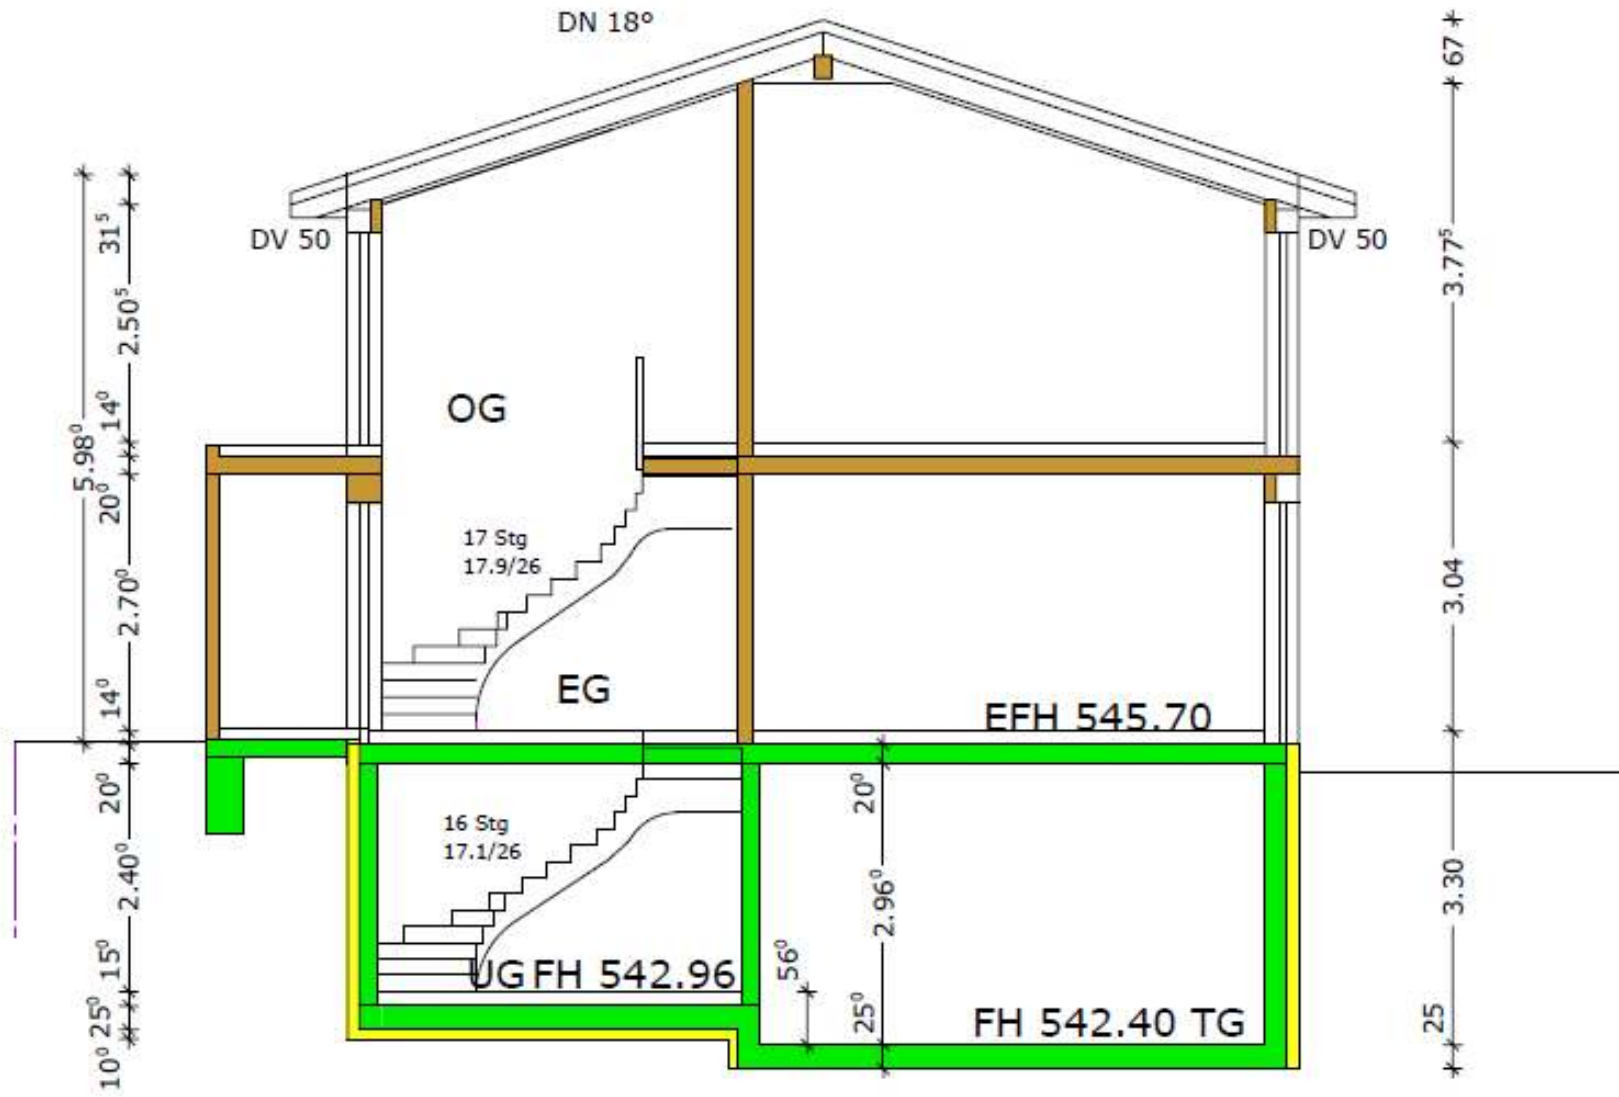 DN 18°
67
5.98⁰
31⁵
DV 50
DV 50
3.77⁵
2.50⁵
14⁰
OG
20⁰
17 Stg
17.9/26
2.70⁰
3.04
14⁰
EG
EFH 545.70
20⁰
20⁰
16 Stg
17.1/26
2.40⁰
2.96⁰
3.30
15⁰
UG FH 542.96
56⁰
25⁰
25⁰
FH 542.40 TG
25
10⁰